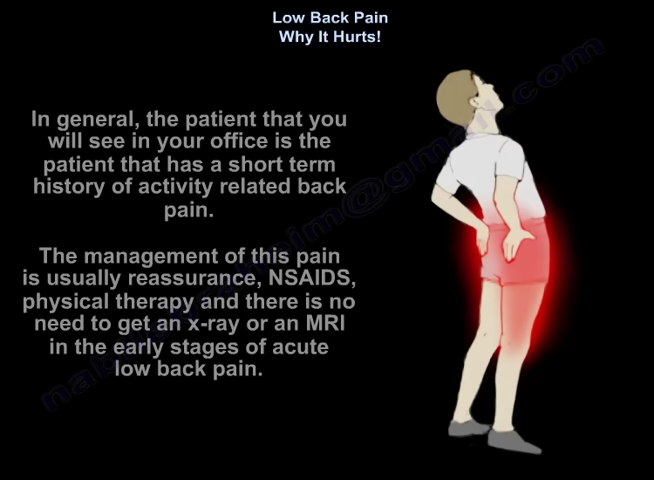 Low Back Pain
Why It Hurts!
In general, the patient that you
will see in your office is the
patient that has a short term
history of activity related back
pain.
The management of this pain
is usually reassurance, NSAIDS,
physical therapy and there is no
need to get an x-ray or an MRI
in the early stages of acute
low back pain.